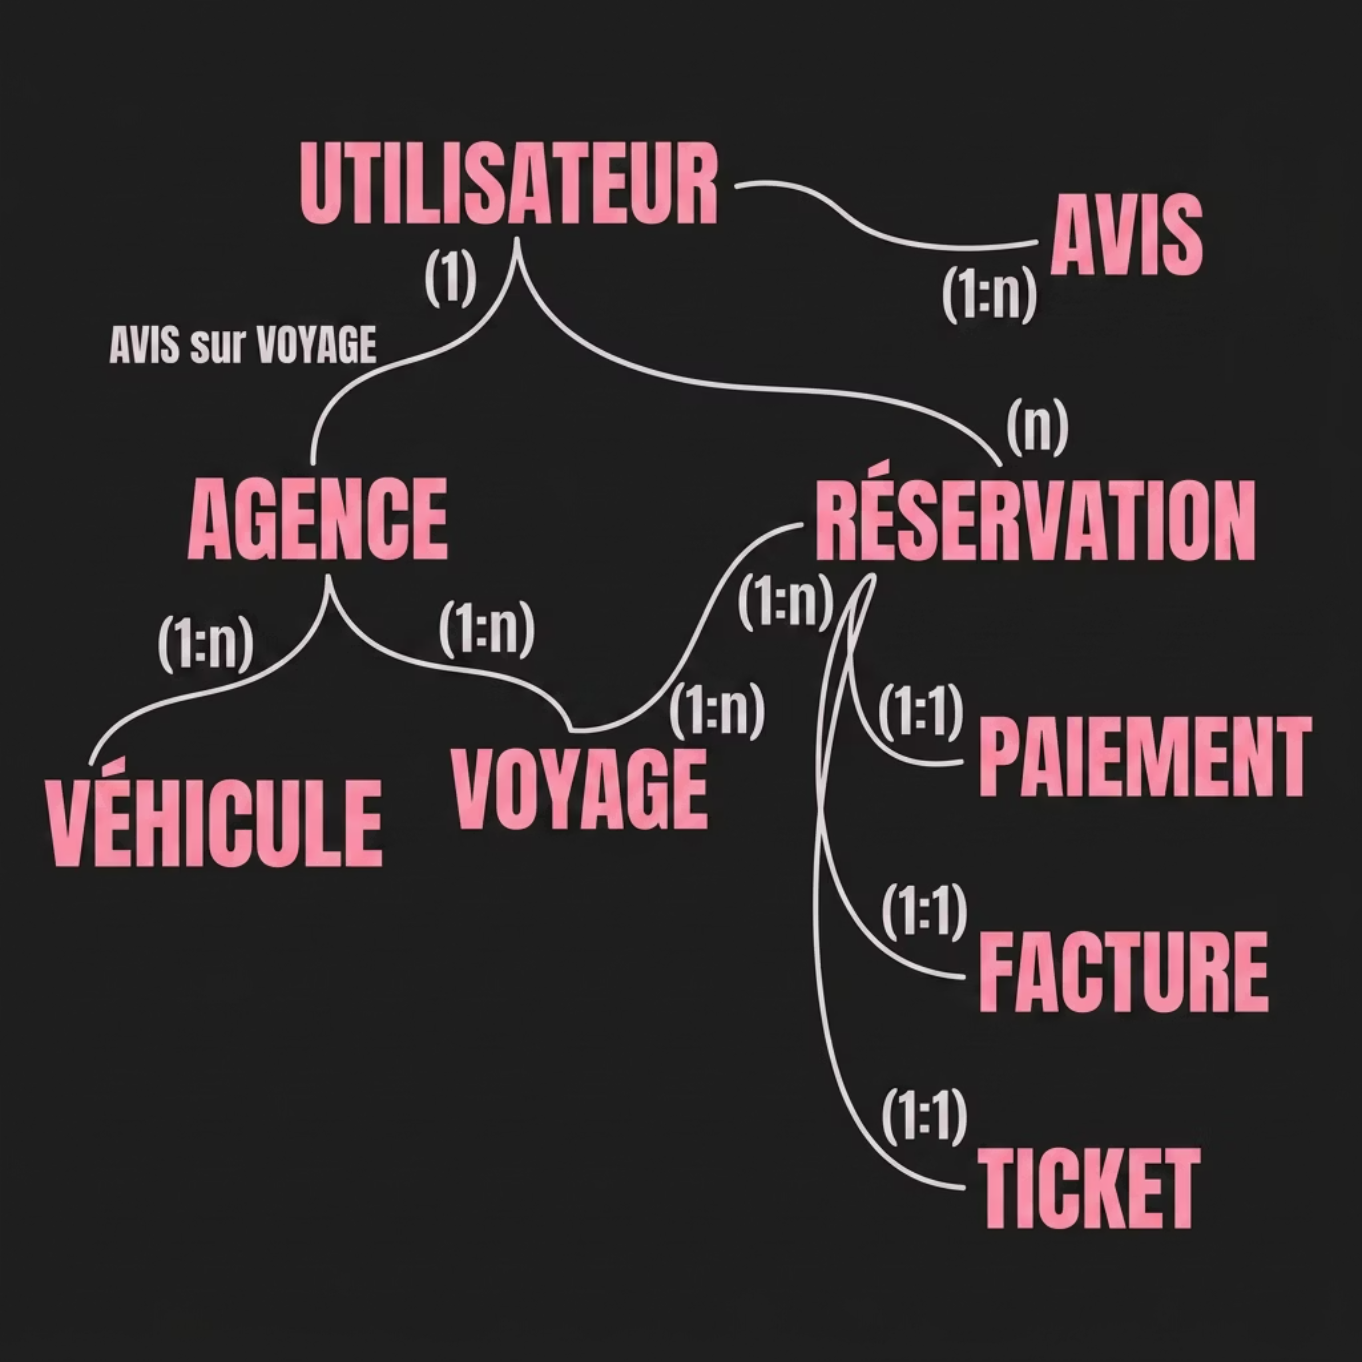 UTILISATEUR
AVIS
(1)
(1:n)
AVIS sur VOYAGE
(n)
AGENCE
RÉSERVATION
(1:n)
(1:n)
(1:n)
(1:n)
(1:1)
PAIEMENT
VÉHICULE
VOYAGE
(1:1)
FACTURE
(1:1)
TICKET